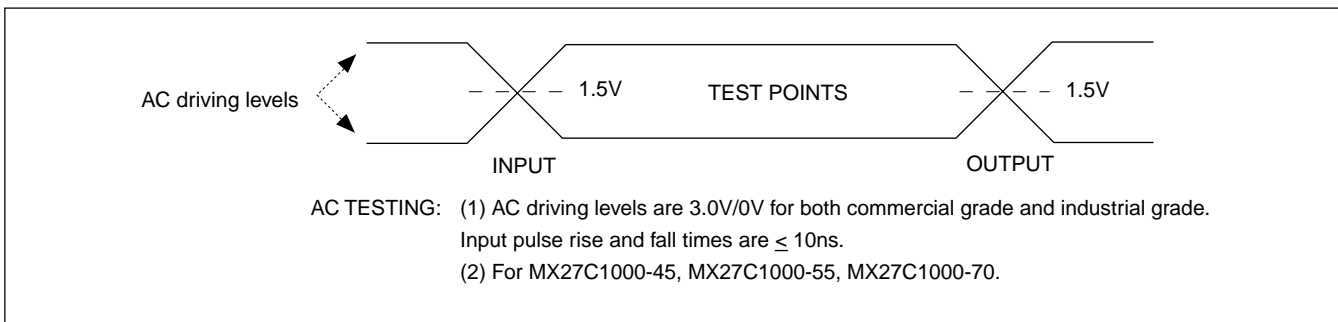 AC driving levels
1.5V
TEST POINTS
1.5V
INPUT
OUTPUT
AC TESTING: (1) AC driving levels are 3.0V/0V for both commercial grade and industrial grade.
Input pulse rise and fall times are ≤ 10ns.
(2) For MX27C1000-45, MX27C1000-55, MX27C1000-70.